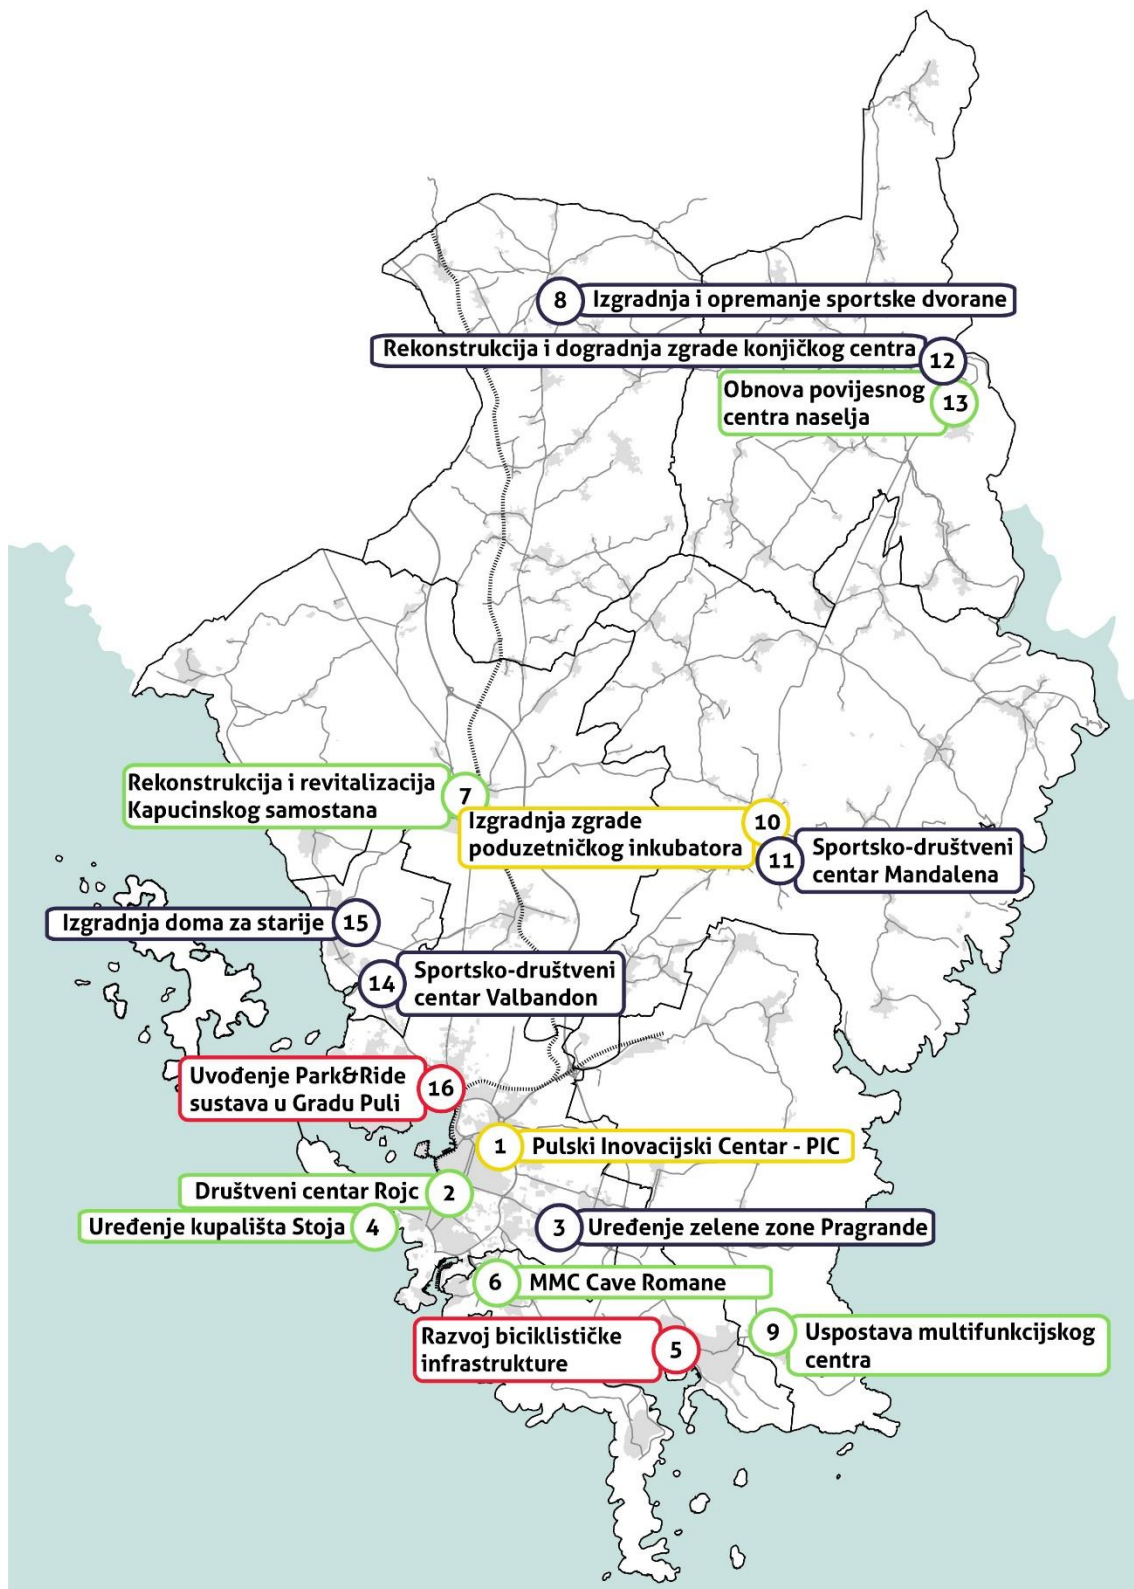 8
Izgradnja i opremanje sportske dvorane
Rekonstrukcija i dogradnja zgrade konjičkog centra
12
Obnova povijesnog
centra naselja
13
Rekonstrukcija i revitalizacija
Kapucinskog samostana
7
Izgradnja zgrade
poduzetničkog inkubatora
10
11
Sportsko-društveni
centar Mandalena
Izgradnja doma za starije
15
14
Sportsko-društveni
centar Valbandon
Uvođenje Park&Ride
sustava u Gradu Puli
16
1
Pulski Inovacijski Centar - PIC
Društveni centar Rojc
2
Uređenje kupališta Stoja
4
3
Uređenje zelene zone Pragrande
6
MMC Cave Romane
Razvoj biciklističke
infrastrukture
5
9
Uspostava multifunkcijskog
centra